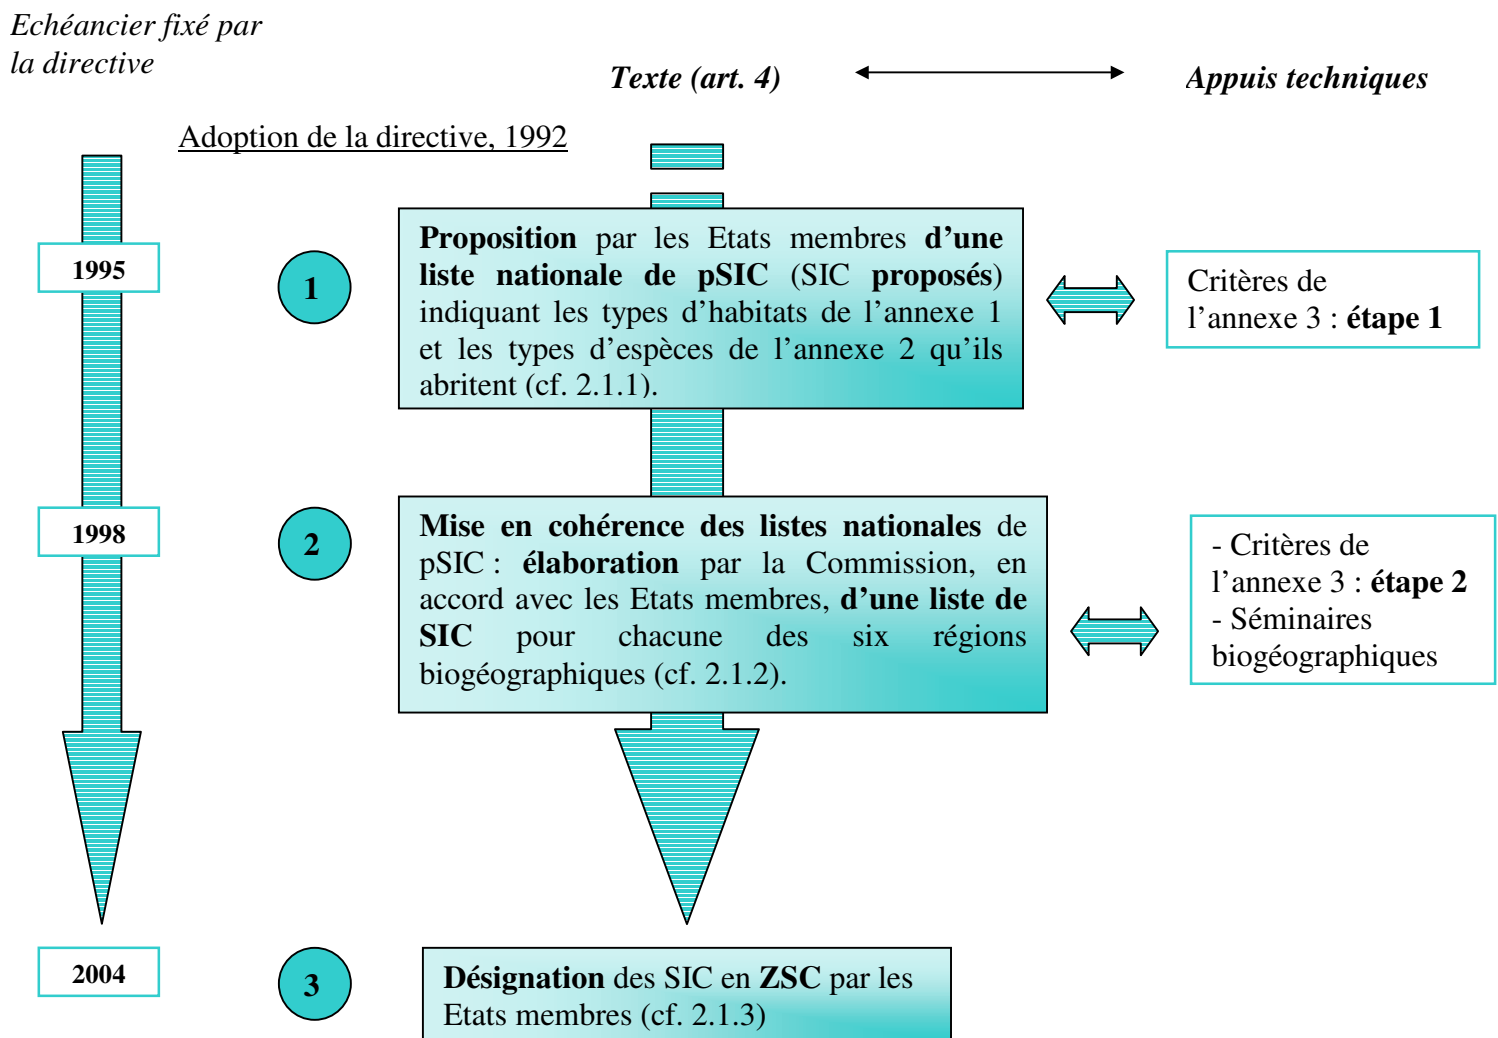 Echéancier fixé par
la directive
Texte (art. 4)
Appuis techniques
Adoption de la directive, 1992
1995
1
Proposition par les Etats membres d’une
liste nationale de pSIC (SIC proposés)
indiquant les types d’habitats de l’annexe 1
et les types d’espèces de l’annexe 2 qu’ils
abritent (cf. 2.1.1).
Critères de
l’annexe 3 : étape 1
1998
2
Mise en cohérence des listes nationales de
pSIC : élaboration par la Commission, en
accord avec les Etats membres, d’une liste de
SIC pour chacune des six régions
biogéographiques (cf. 2.1.2).
- Critères de
l’annexe 3 : étape 2
- Séminaires
biogéographiques
2004
3
Désignation des SIC en ZSC par les
Etats membres (cf. 2.1.3)